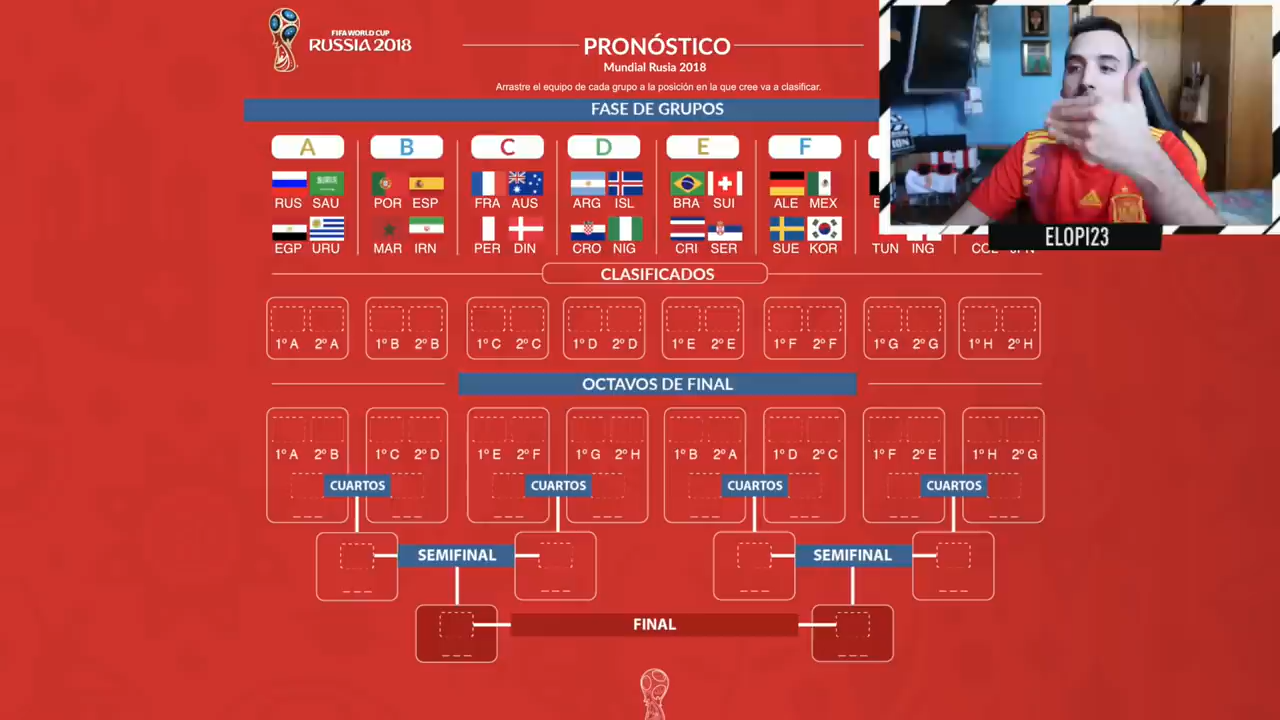 FIFA WORLD CUP
RUSSIA 2018
PRONÓSTICO
Mundial Rusia 2018
Arrastre el equipo de cada grupo a la posición en la que cree va a clasificar.
FASE DE GRUPOS
A B C D E F
RUS SAU POR ESP FRA AUS ARG ISL BRA SUI ALE MEX
EGP URU MAR IRN PER DIN CRO NIG CRI SER SUE KOR TUN ING
ELOPI23
CLASIFICADOS
1º A 2º A 1º B 2º B 1º C 2º C 1º D 2º D 1º E 2º E 1º F 2º F 1º G 2º G 1º H 2º H
OCTAVOS DE FINAL
1º A 2º B 1º C 2º D 1º E 2º F 1º G 2º H 1º B 2º A 1º D 2º C 1º F 2º E 1º H 2º G
CUARTOS CUARTOS CUARTOS CUARTOS
SEMIFINAL SEMIFINAL
FINAL